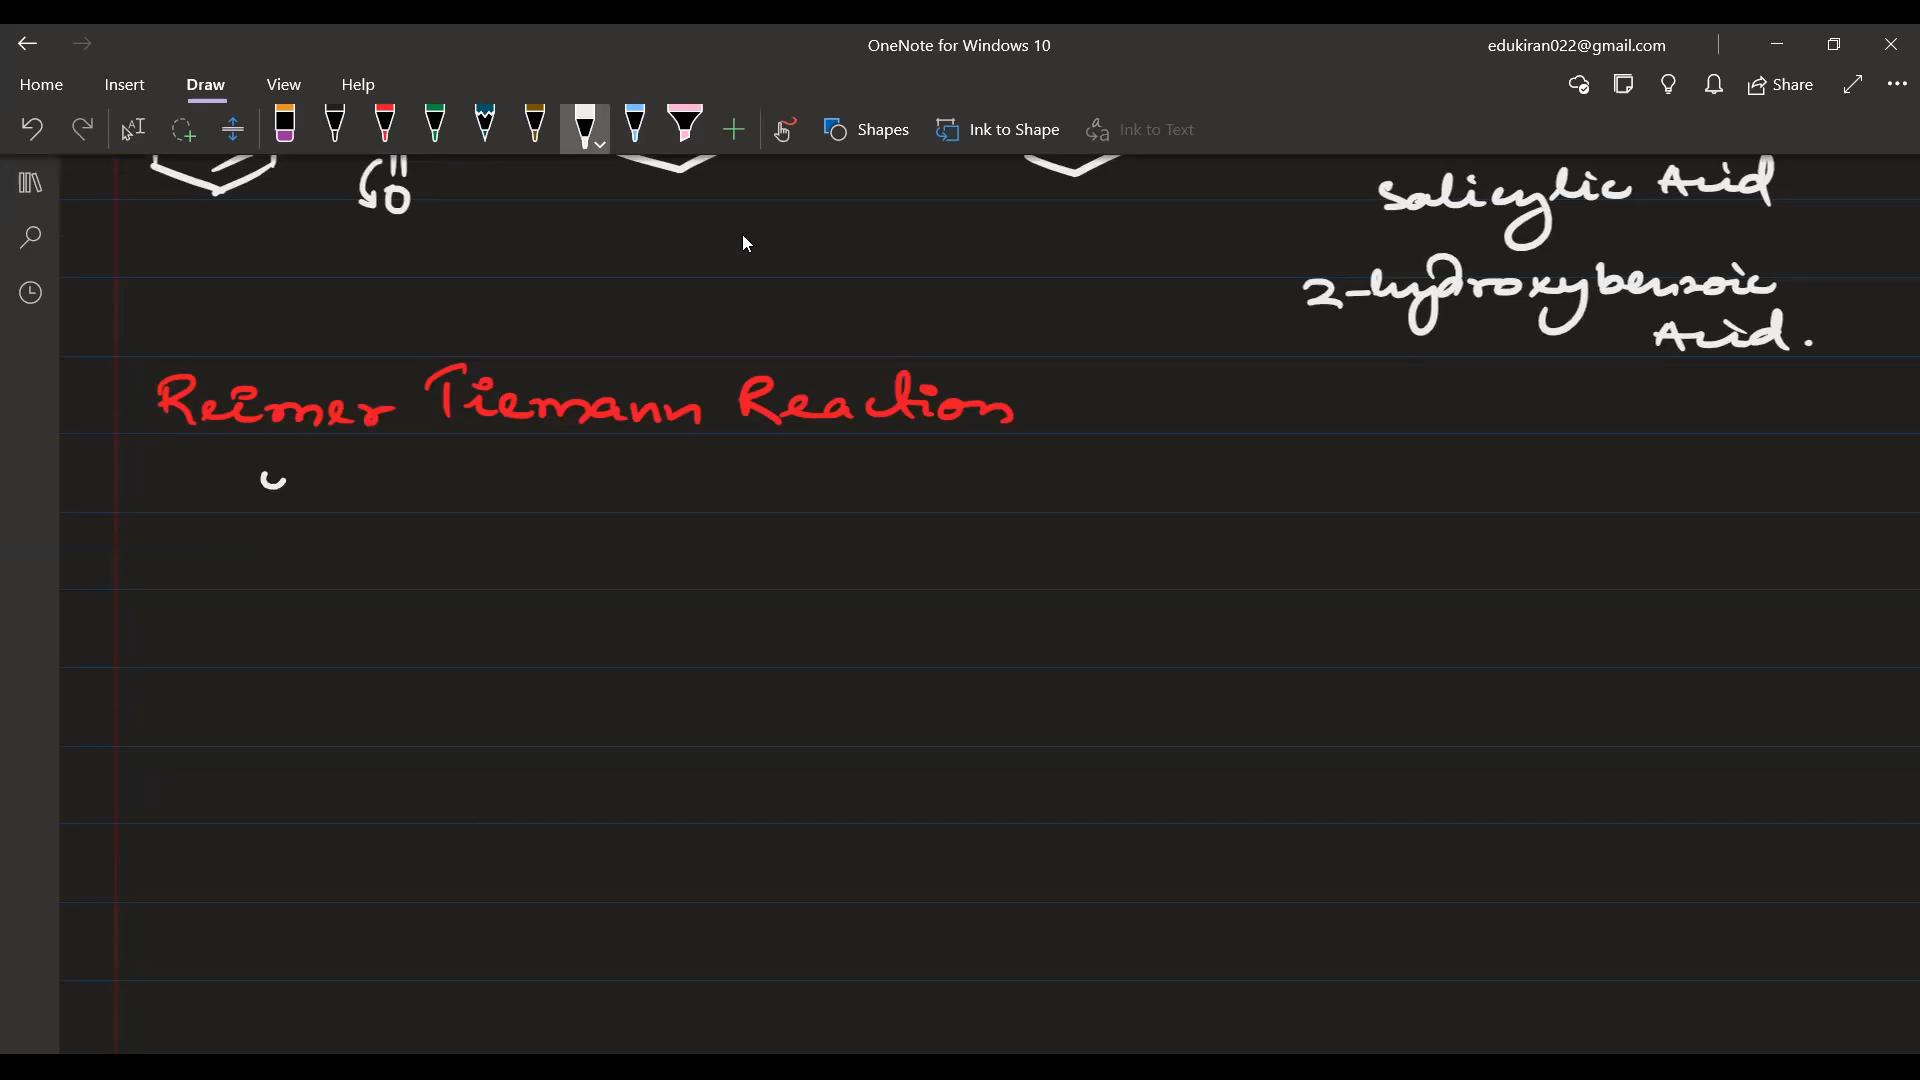 OneNote for Windows 10
edukiran022@gmail.com
Home Insert Draw View Help
Share
Shapes Ink to Shape Ink to Text
O
Salicylic Acid
2-hydroxybenzoic
Acid.
Reimer Tiemann Reaction